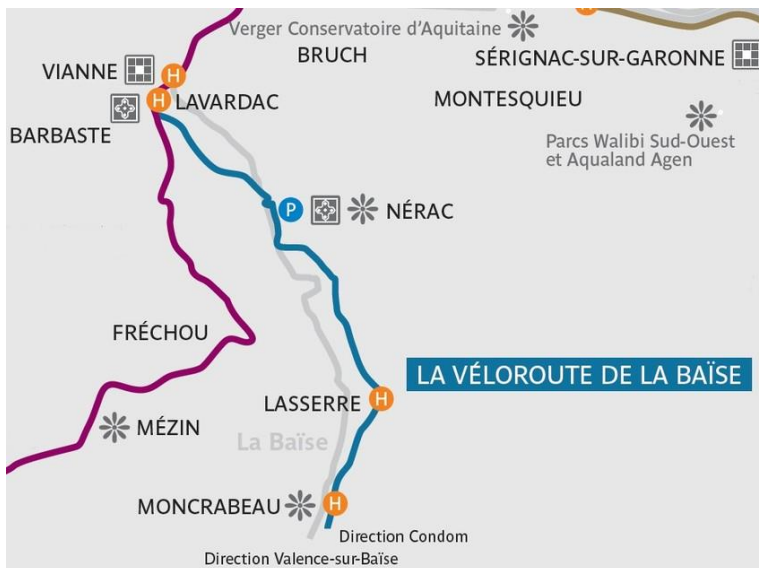 Verger Conservatoire d'Aquitaine
BRUCH
SÉRIGNAC-SUR-GARONNE
VIANNE
H
H
LAVARDAC
MONTESQUIEU
BARBASTE
Parcs Walibi Sud-Ouest
et Aqualand Agen
P
NÉRAC
FRÉCHOU
LA VÉLOROUTE DE LA BAÏSE
LASSERRE
H
MÉZIN
La Baïse
MONCRABEAU
H
Direction Condom
Direction Valence-sur-Baïse